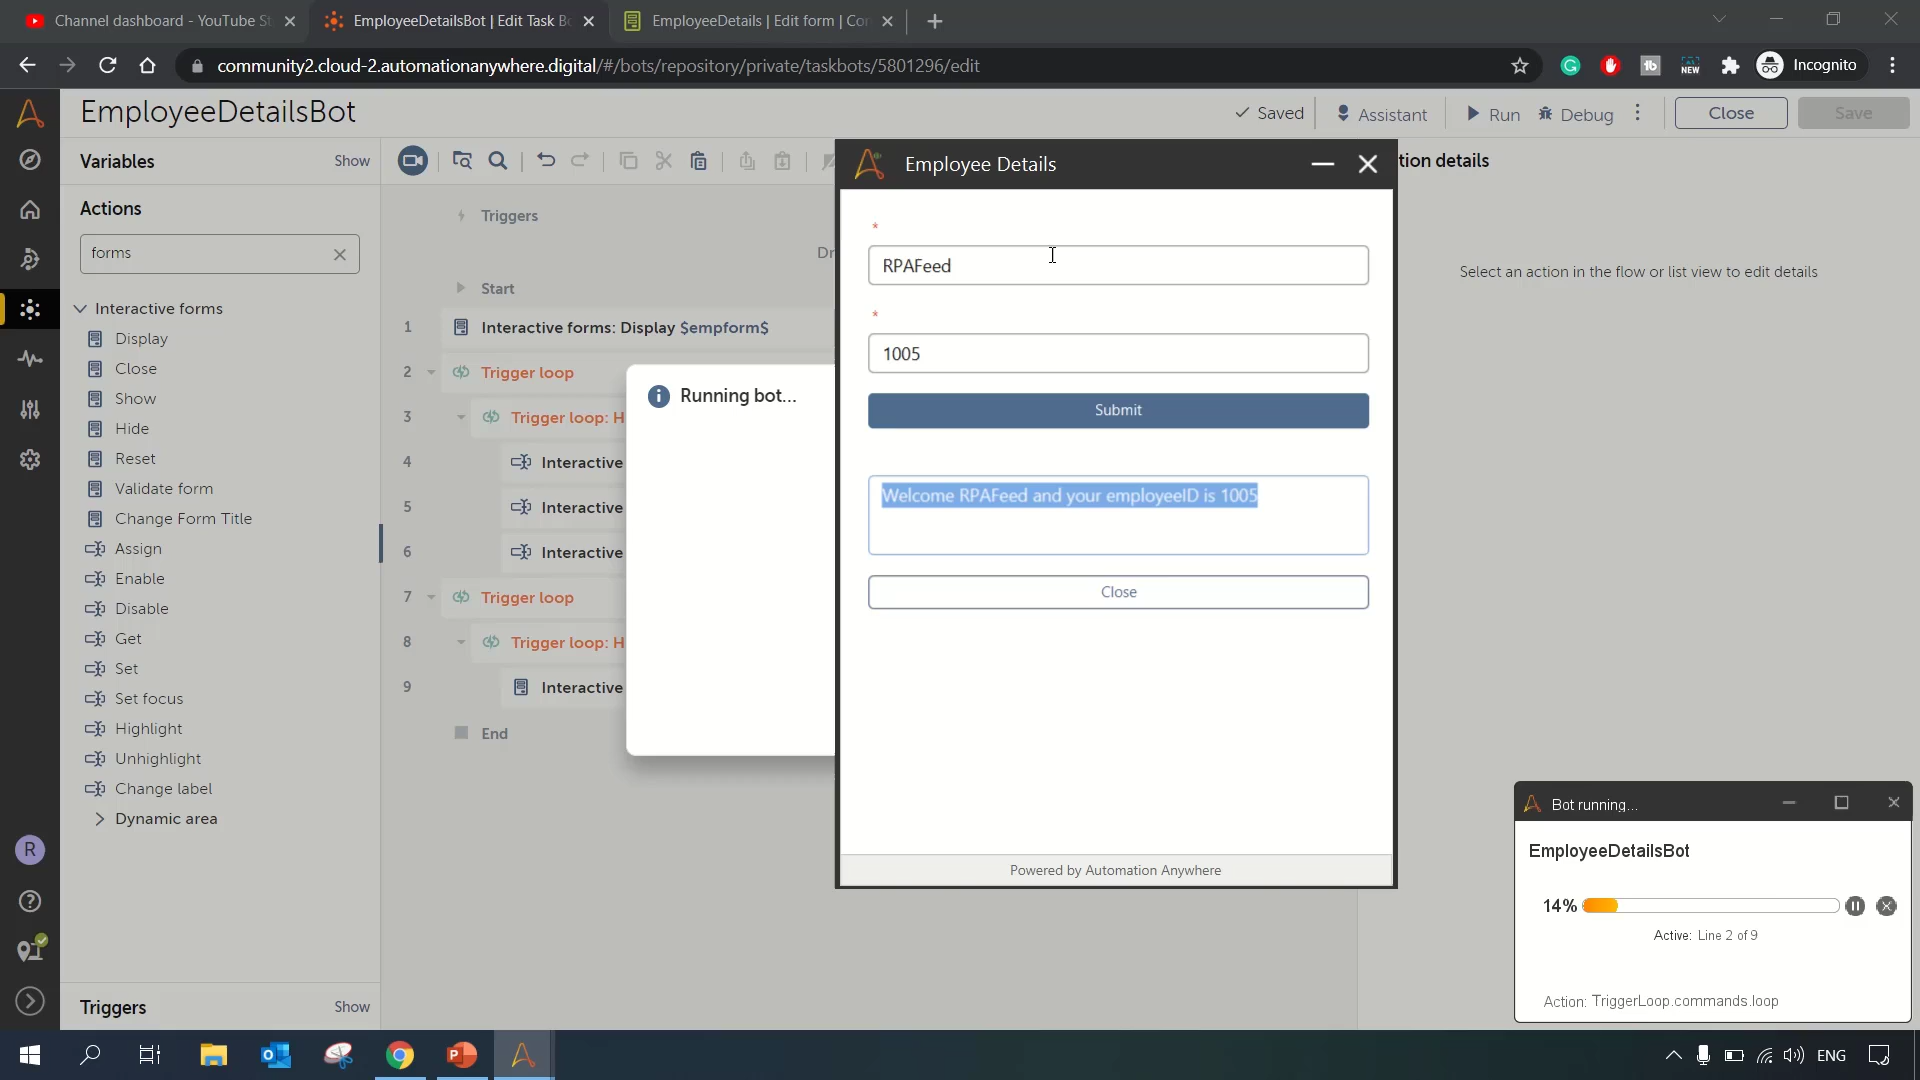 Channel dashboard - YouTube St
EmployeeDetailsBot | Edit Task Bo
EmployeeDetails | Edit form | Con
community2.cloud-2.automationanywhere.digital/#/bots/repository/private/taskbots/5801296/edit
NEW
Incognito
EmployeeDetailsBot
Saved
Assistant
Run
Debug
Close
Save
Variables
Show
Actions
forms
Interactive forms
Display
Close
Show
Hide
Reset
Validate form
Change Form Title
Assign
Enable
Disable
Get
Set
Set focus
Highlight
Unhighlight
Change label
Dynamic area
Triggers
Show
R
Triggers
Dr
Start
1 Interactive forms: Display $empform$
2 Trigger loop
3 Trigger loop: H
4 Interactive
5 Interactive
6 Interactive
7 Trigger loop
8 Trigger loop: H
9 Interactive
End
Running bot...
Employee Details
*
RPAFeed
*
1005
Submit
Welcome RPAFeed and your employeeID is 1005
Close
Powered by Automation Anywhere
tion details
Select an action in the flow or list view to edit details
Bot running...
EmployeeDetailsBot
14%
Active: Line 2 of 9
Action: TriggerLoop.commands.loop
ENG